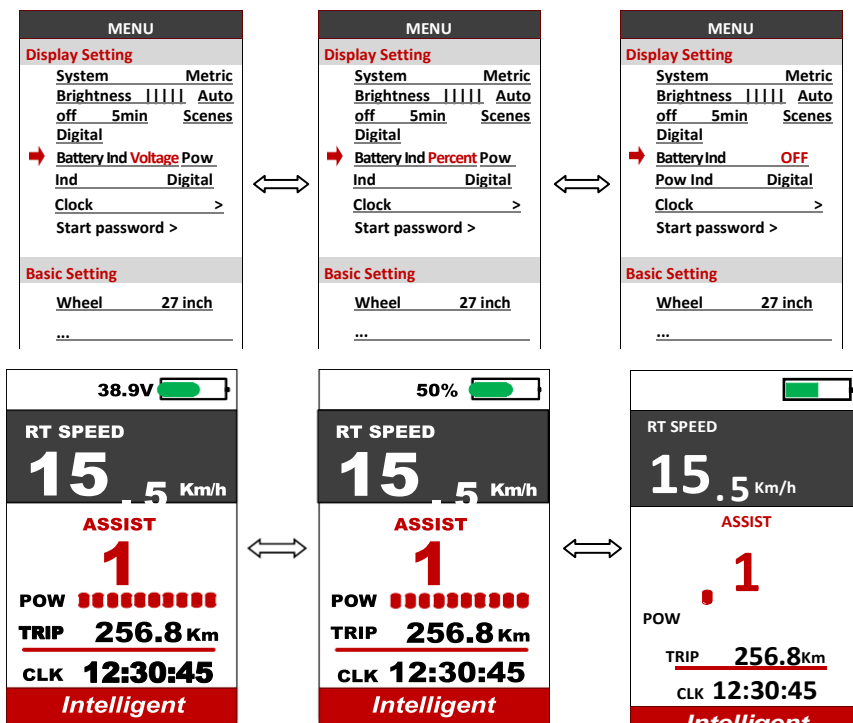 MENU
Display Setting
System Metric
Brightness ||||| Auto
off 5min Scenes
Digital
Battery Ind Voltage Pow
Ind Digital
Clock >
Start password >
Basic Setting
Wheel 27 inch
...
MENU
Display Setting
System Metric
Brightness ||||| Auto
off 5min Scenes
Digital
Battery Ind Percent Pow
Ind Digital
Clock >
Start password >
Basic Setting
Wheel 27 inch
...
MENU
Display Setting
System Metric
Brightness ||||| Auto
off 5min Scenes
Digital
Battery Ind OFF
Pow Ind Digital
Clock >
Start password >
Basic Setting
Wheel 27 inch
...
38.9V
RT SPEED
15.5 Km/h
ASSIST
1
POW
TRIP 256.8 Km
CLK 12:30:45
Intelligent
50%
RT SPEED
15.5 Km/h
ASSIST
1
POW
TRIP 256.8 Km
CLK 12:30:45
Intelligent
RT SPEED
15.5 Km/h
ASSIST
1
POW
TRIP 256.8Km
CLK 12:30:45
Intelligent